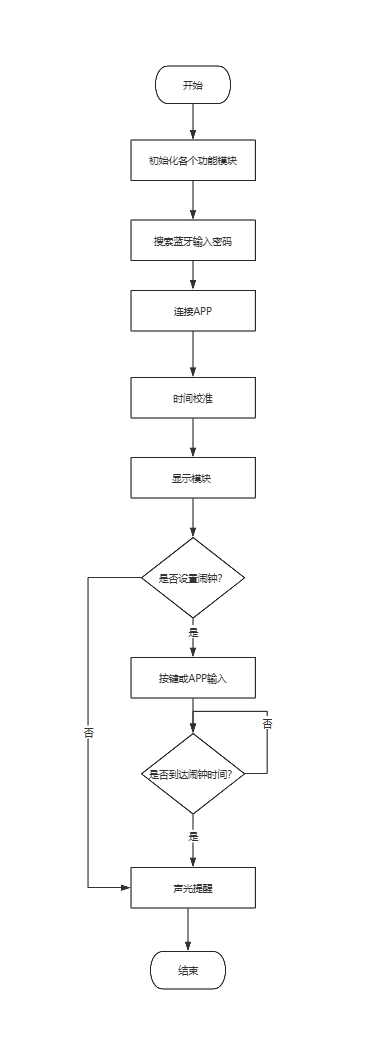 开始
初始化各个功能模块
搜索蓝牙输入密码
连接APP
时间校准
显示模块
是否设置闹钟?
是
按键或APP输入
否
否
是否到达闹钟时间?
是
声光提醒
结束